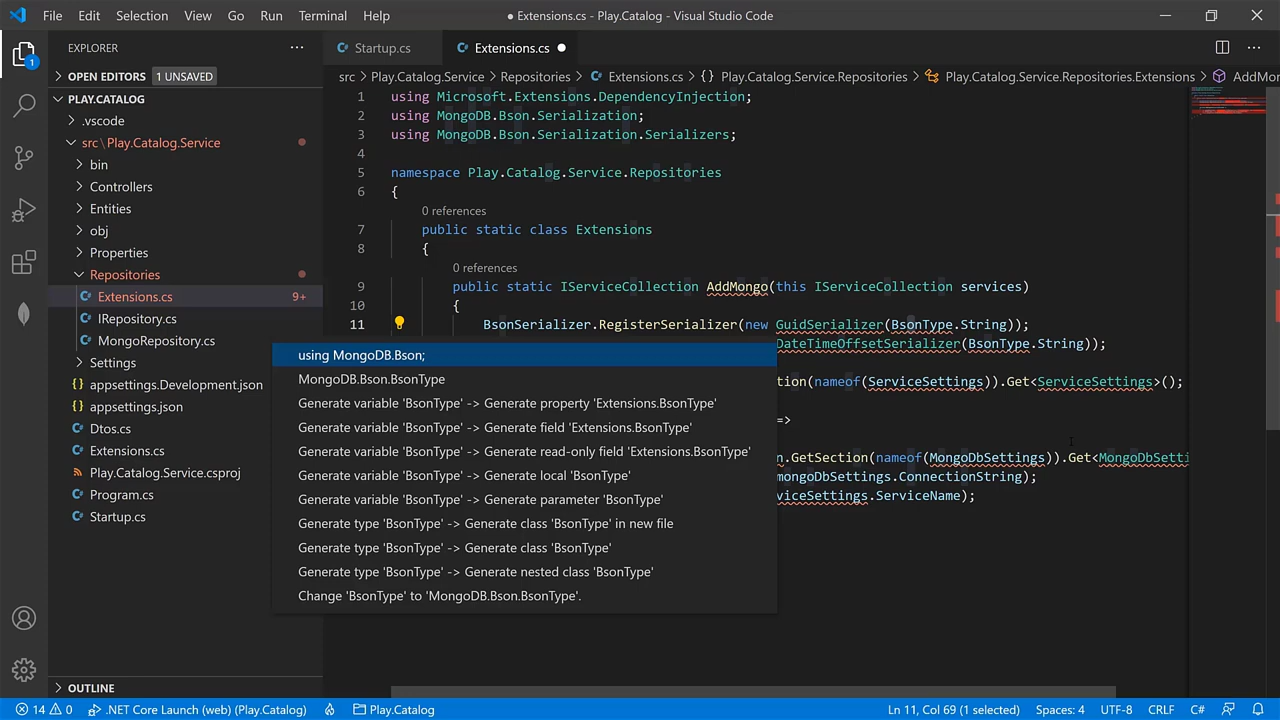 File Edit Selection View Go Run Terminal Help
● Extensions.cs - Play.Catalog - Visual Studio Code
EXPLORER
Startup.cs
Extensions.cs
OPEN EDITORS 1 UNSAVED
src > Play.Catalog.Service > Repositories > Extensions.cs > {} Play.Catalog.Service.Repositories > Play.Catalog.Service.Repositories.Extensions > AddMon
PLAY.CATALOG
.vscode
src \ Play.Catalog.Service
bin
Controllers
Entities
obj
Properties
Repositories
Extensions.cs 9+
IRepository.cs
MongoRepository.cs
Settings
appsettings.Development.json
appsettings.json
Dtos.cs
Extensions.cs
Play.Catalog.Service.csproj
Program.cs
Startup.cs
OUTLINE
1 using Microsoft.Extensions.DependencyInjection;
2 using MongoDB.Bson.Serialization;
3 using MongoDB.Bson.Serialization.Serializers;
4
5 namespace Play.Catalog.Service.Repositories
6 {
0 references
7 public static class Extensions
8 {
0 references
9 public static IServiceCollection AddMongo(this IServiceCollection services)
10 {
11 BsonSerializer.RegisterSerializer(new GuidSerializer(BsonType.String));
DateTimeOffsetSerializer(BsonType.String));
tion(nameof(ServiceSettings)).Get<ServiceSettings>();
=>
n.GetSection(nameof(MongoDbSettings)).Get<MongoDbSetti
mongoDbSettings.ConnectionString);
viceSettings.ServiceName);
using MongoDB.Bson;
MongoDB.Bson.BsonType
Generate variable 'BsonType' -> Generate property 'Extensions.BsonType'
Generate variable 'BsonType' -> Generate field 'Extensions.BsonType'
Generate variable 'BsonType' -> Generate read-only field 'Extensions.BsonType'
Generate variable 'BsonType' -> Generate local 'BsonType'
Generate variable 'BsonType' -> Generate parameter 'BsonType'
Generate type 'BsonType' -> Generate class 'BsonType' in new file
Generate type 'BsonType' -> Generate class 'BsonType'
Generate type 'BsonType' -> Generate nested class 'BsonType'
Change 'BsonType' to 'MongoDB.Bson.BsonType'.
14 0 .NET Core Launch (web) (Play.Catalog) Play.Catalog Ln 11, Col 69 (1 selected) Spaces: 4 UTF-8 CRLF C#